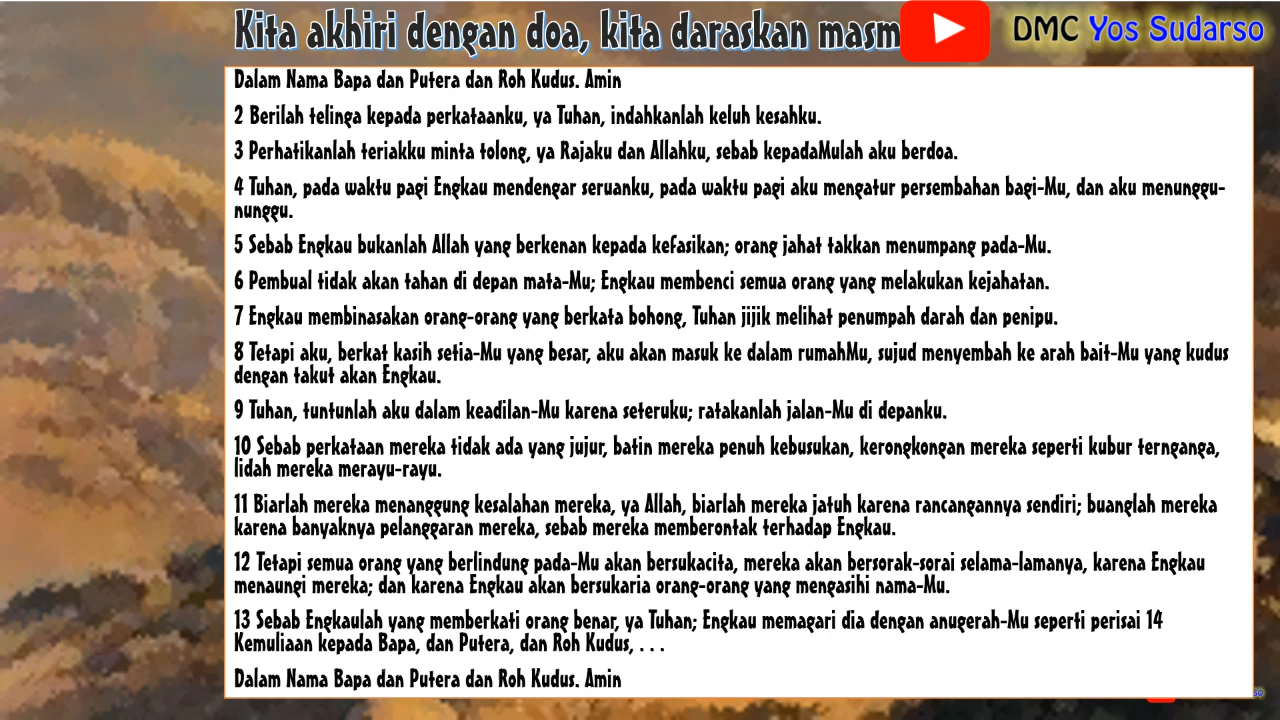 Kita akhiri dengan doa, kita daraskan
DMC Yos Sudarso
Dalam Nama Bapa dan Putera dan Roh Kudus. Amin
2 Berilah telinga kepada perkataanku, ya Tuhan, indahkanlah keluh kesahku.
3 Perhatikanlah teriakku minta tolong, ya Rajaku dan Allahku, sebab kepadaMulah aku berdoa.
4 Tuhan, pada waktu pagi Engkau mendengar seruanku, pada waktu pagi aku mengatur persembahan bagi-Mu, dan aku menunggu-
nunggu.
5 Sebab Engkau bukanlah Allah yang berkenan kepada kefasikan; orang jahat takkan menumpang pada-Mu.
6 Pembual tidak akan tahan di depan mata-Mu; Engkau membenci semua orang yang melakukan kejahatan.
7 Engkau membinasakan orang-orang yang berkata bohong, Tuhan jijik melihat penumpah darah dan penipu.
8 Tetapi aku, berkat kasih setia-Mu yang besar, aku akan masuk ke dalam rumahMu, sujud menyembah ke arah bait-Mu yang kudus
dengan takut akan Engkau.
9 Tuhan, tuntunlah aku dalam keadilan-Mu karena seteruku; ratakanlah jalan-Mu di depanku.
10 Sebab perkataan mereka tidak ada yang jujur, batin mereka penuh kebusukan, kerongkongan mereka seperti kubur ternganga,
lidah mereka merayu-rayu.
11 Biarlah mereka menanggung kesalahan mereka, ya Allah, biarlah mereka jatuh karena rancangannya sendiri; buanglah mereka
karena banyaknya pelanggaran mereka, sebab mereka memberontak terhadap Engkau.
12 Tetapi semua orang yang berlindung pada-Mu akan bersukacita, mereka akan bersorak-sorai selama-lamanya, karena Engkau
menaungi mereka; dan karena Engkau akan bersukaria orang-orang yang mengasihi nama-Mu.
13 Sebab Engkaulah yang memberkati orang benar, ya Tuhan; Engkau memagari dia dengan anugerah-Mu seperti perisai 14
Kemuliaan kepada Bapa, dan Putera, dan Roh Kudus, . . .
Dalam Nama Bapa dan Putera dan Roh Kudus. Amin